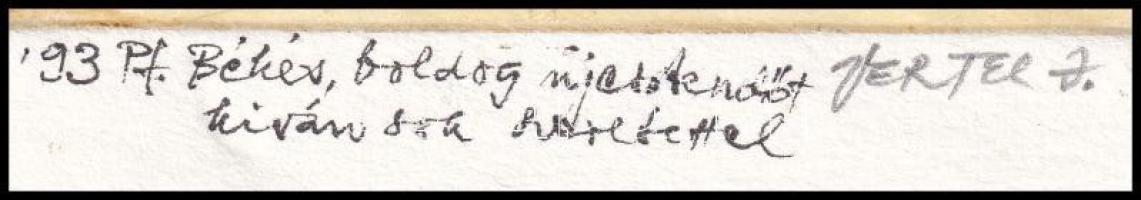 '93 Pf. Békés, boldog újesztendőt VERTEL J.
kíván sok szeretettel